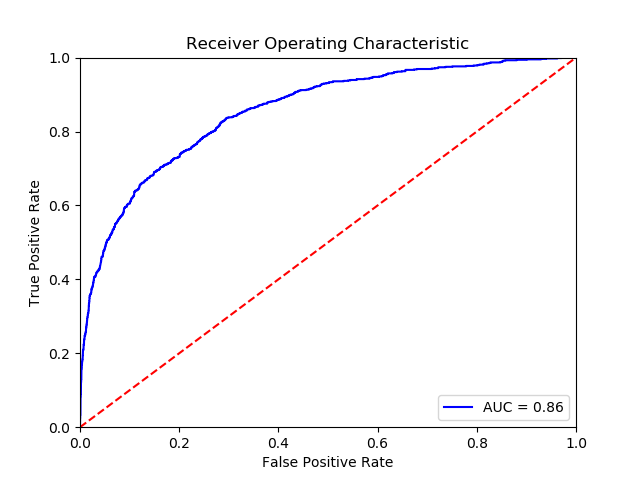 Receiver Operating Characteristic
True Positive Rate
1.0
0.8
0.6
0.4
0.2
0.0
AUC = 0.86
0.0 0.2 0.4 0.6 0.8 1.0
False Positive Rate